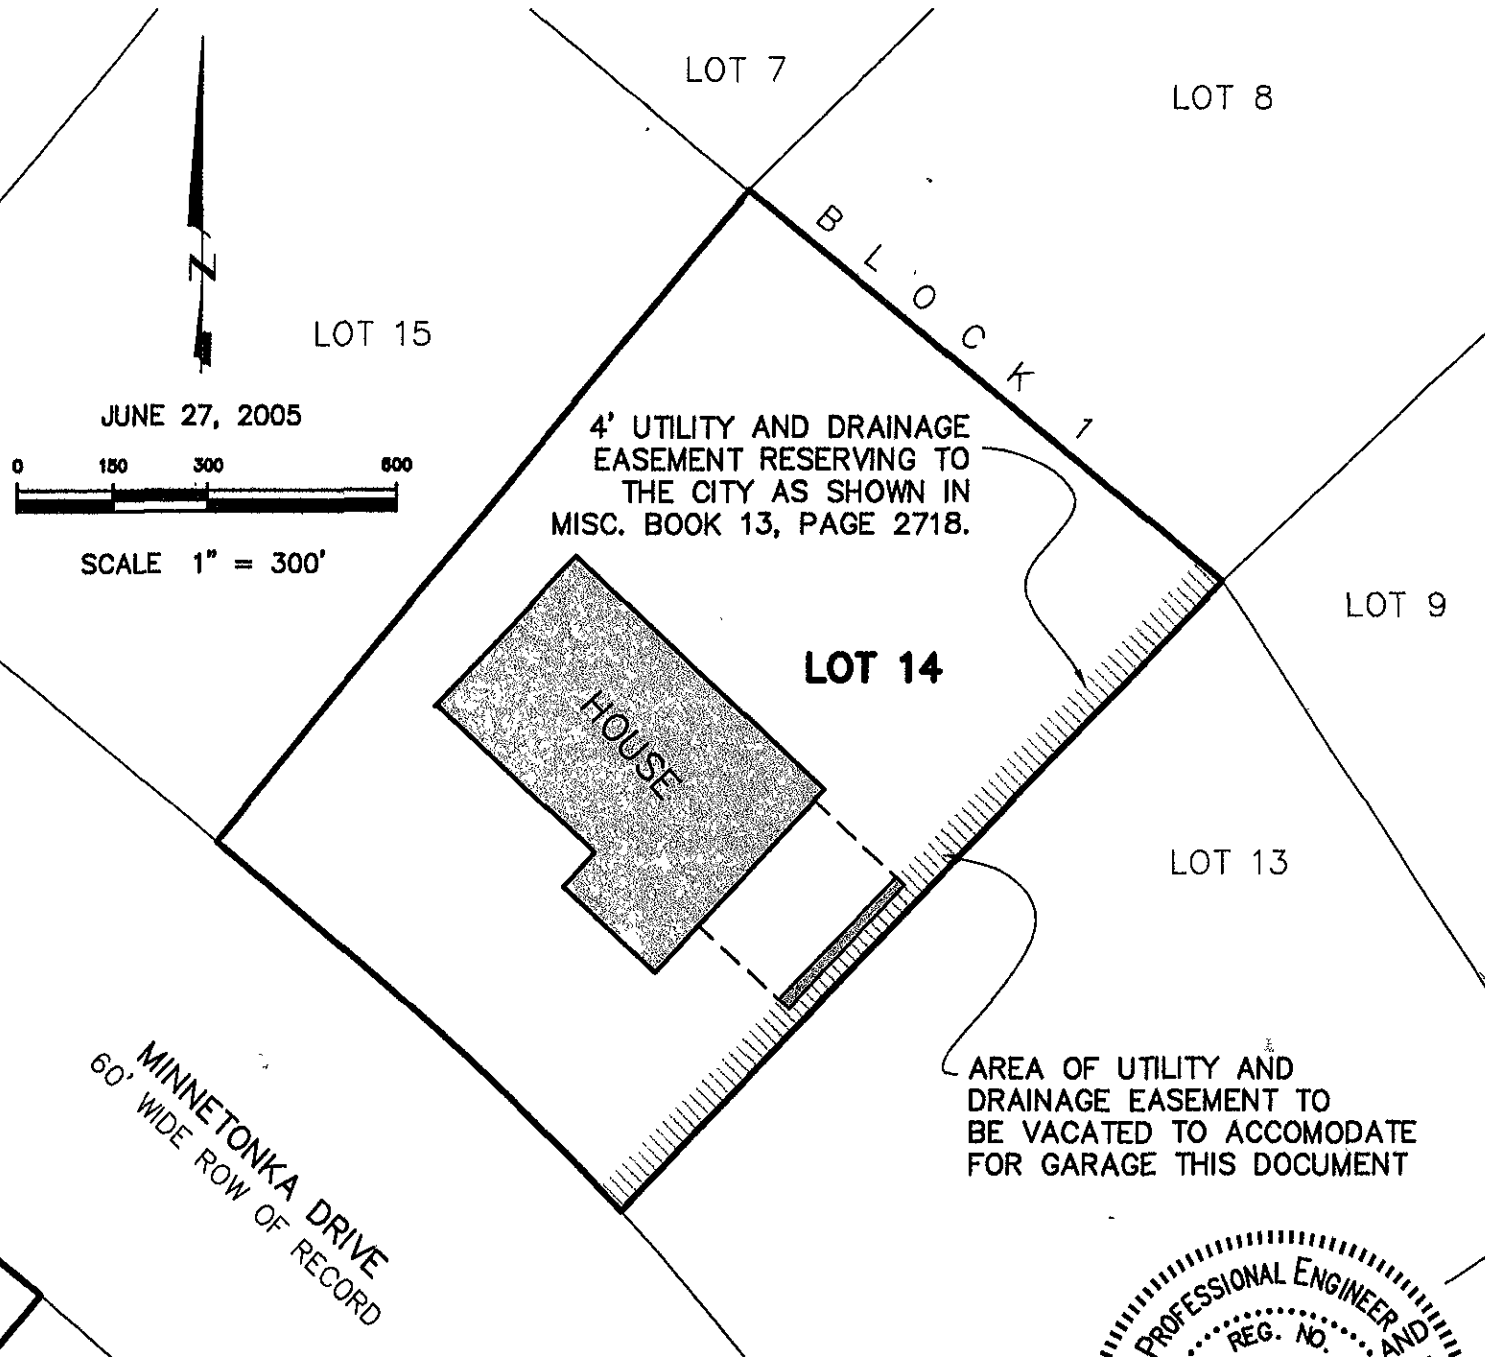 LOT 7
LOT 8
BLOCK 1
N
LOT 15
JUNE 27, 2005
0 150 300 600
SCALE 1" = 300'
4' UTILITY AND DRAINAGE
EASEMENT RESERVING TO
THE CITY AS SHOWN IN
MISC. BOOK 13, PAGE 2718.
LOT 9
LOT 14
HOUSE
LOT 13
MINNETONKA DRIVE
60' WIDE ROW OF RECORD
AREA OF UTILITY AND
DRAINAGE EASEMENT TO
BE VACATED TO ACCOMODATE
FOR GARAGE THIS DOCUMENT
PROFESSIONAL ENGINEER AND
REG. NO.